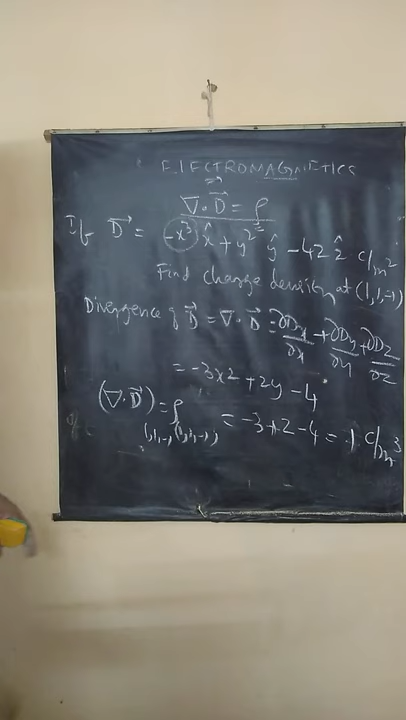 ELECTROMAGNETICS
∇·D⃗ = ρ
If D⃗ = -x³ x̂ + y² ŷ - 4z ẑ C/m²
Find charge density at (1,1,-1)
Divergence of D⃗ = ∇·D⃗ = ∂Dx/∂x + ∂Dy/∂y + ∂Dz/∂z
= -3x² + 2y - 4
(∇·D⃗)(1,1,-1) = ρ(1,1,-1) = -3+2-4 = 1 C/m³